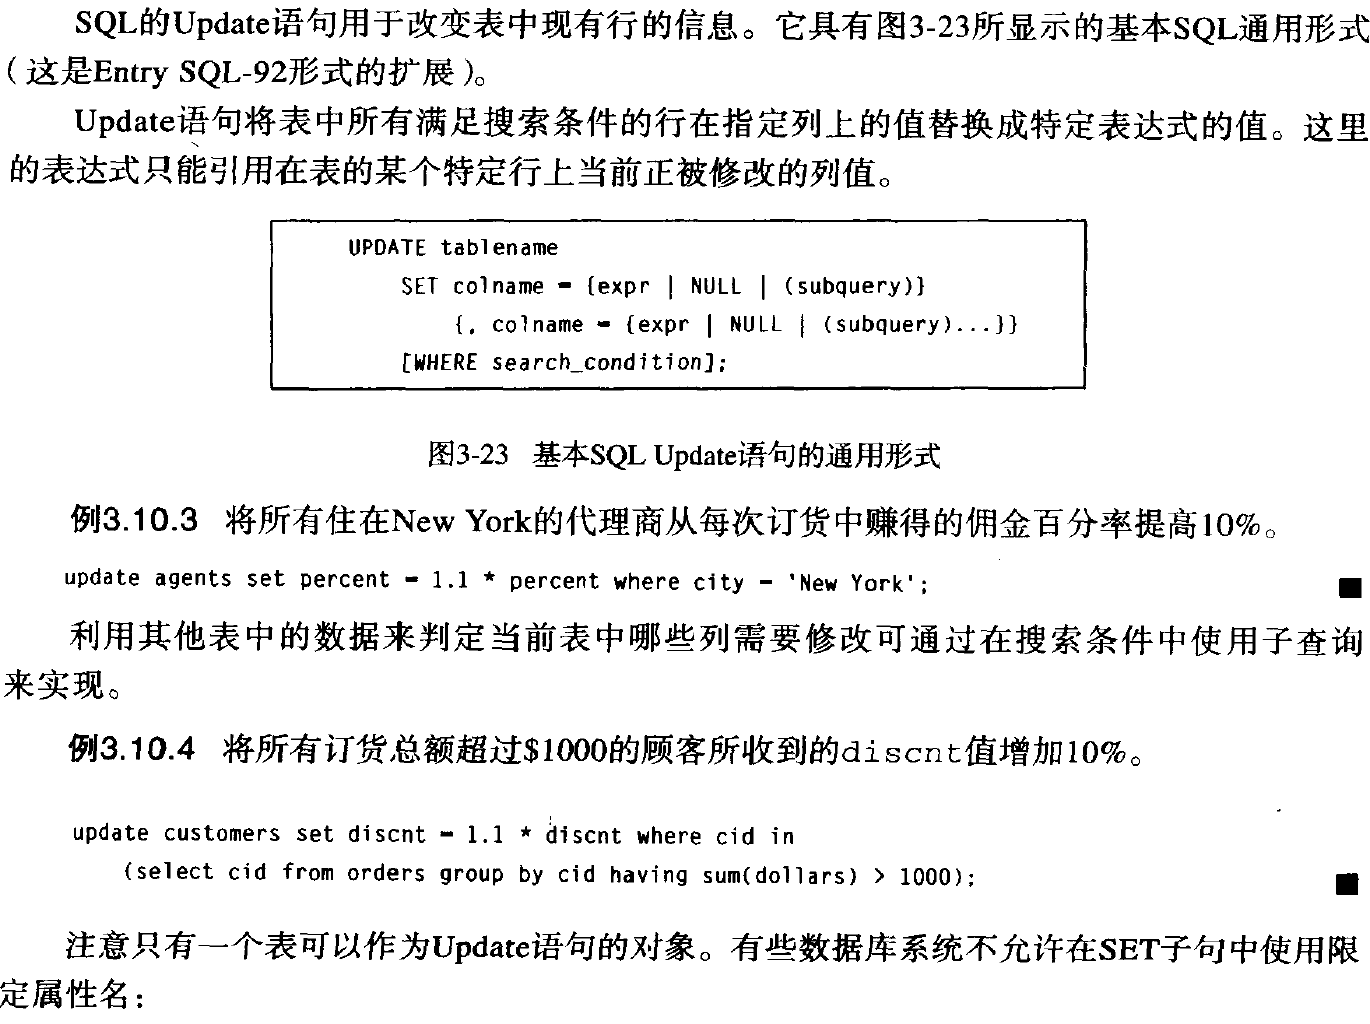 SQL的Update语句用于改变表中现有行的信息。它具有图3-23所显示的基本SQL通用形式
（这是Entry SQL-92形式的扩展）。
Update语句将表中所有满足搜索条件的行在指定列上的值替换成特定表达式的值。这里
的表达式只能引用在表的某个特定行上当前正被修改的列值。
UPDATE tablename
SET colname = {expr | NULL | (subquery)}
{, colname = {expr | NULL | (subquery)...}}
[WHERE search_condition];
图3-23 基本SQL Update语句的通用形式
例3.10.3 将所有住在New York的代理商从每次订货中赚得的佣金百分率提高10%。
update agents set percent = 1.1 * percent where city = 'New York';
利用其他表中的数据来判定当前表中哪些列需要修改可通过在搜索条件中使用子查询
来实现。
例3.10.4 将所有订货总额超过$1000的顾客所收到的discnt值增加10%。
update customers set discnt = 1.1 * discnt where cid in
(select cid from orders group by cid having sum(dollars) > 1000);
注意只有一个表可以作为Update语句的对象。有些数据库系统不允许在SET子句中使用限
定属性名：